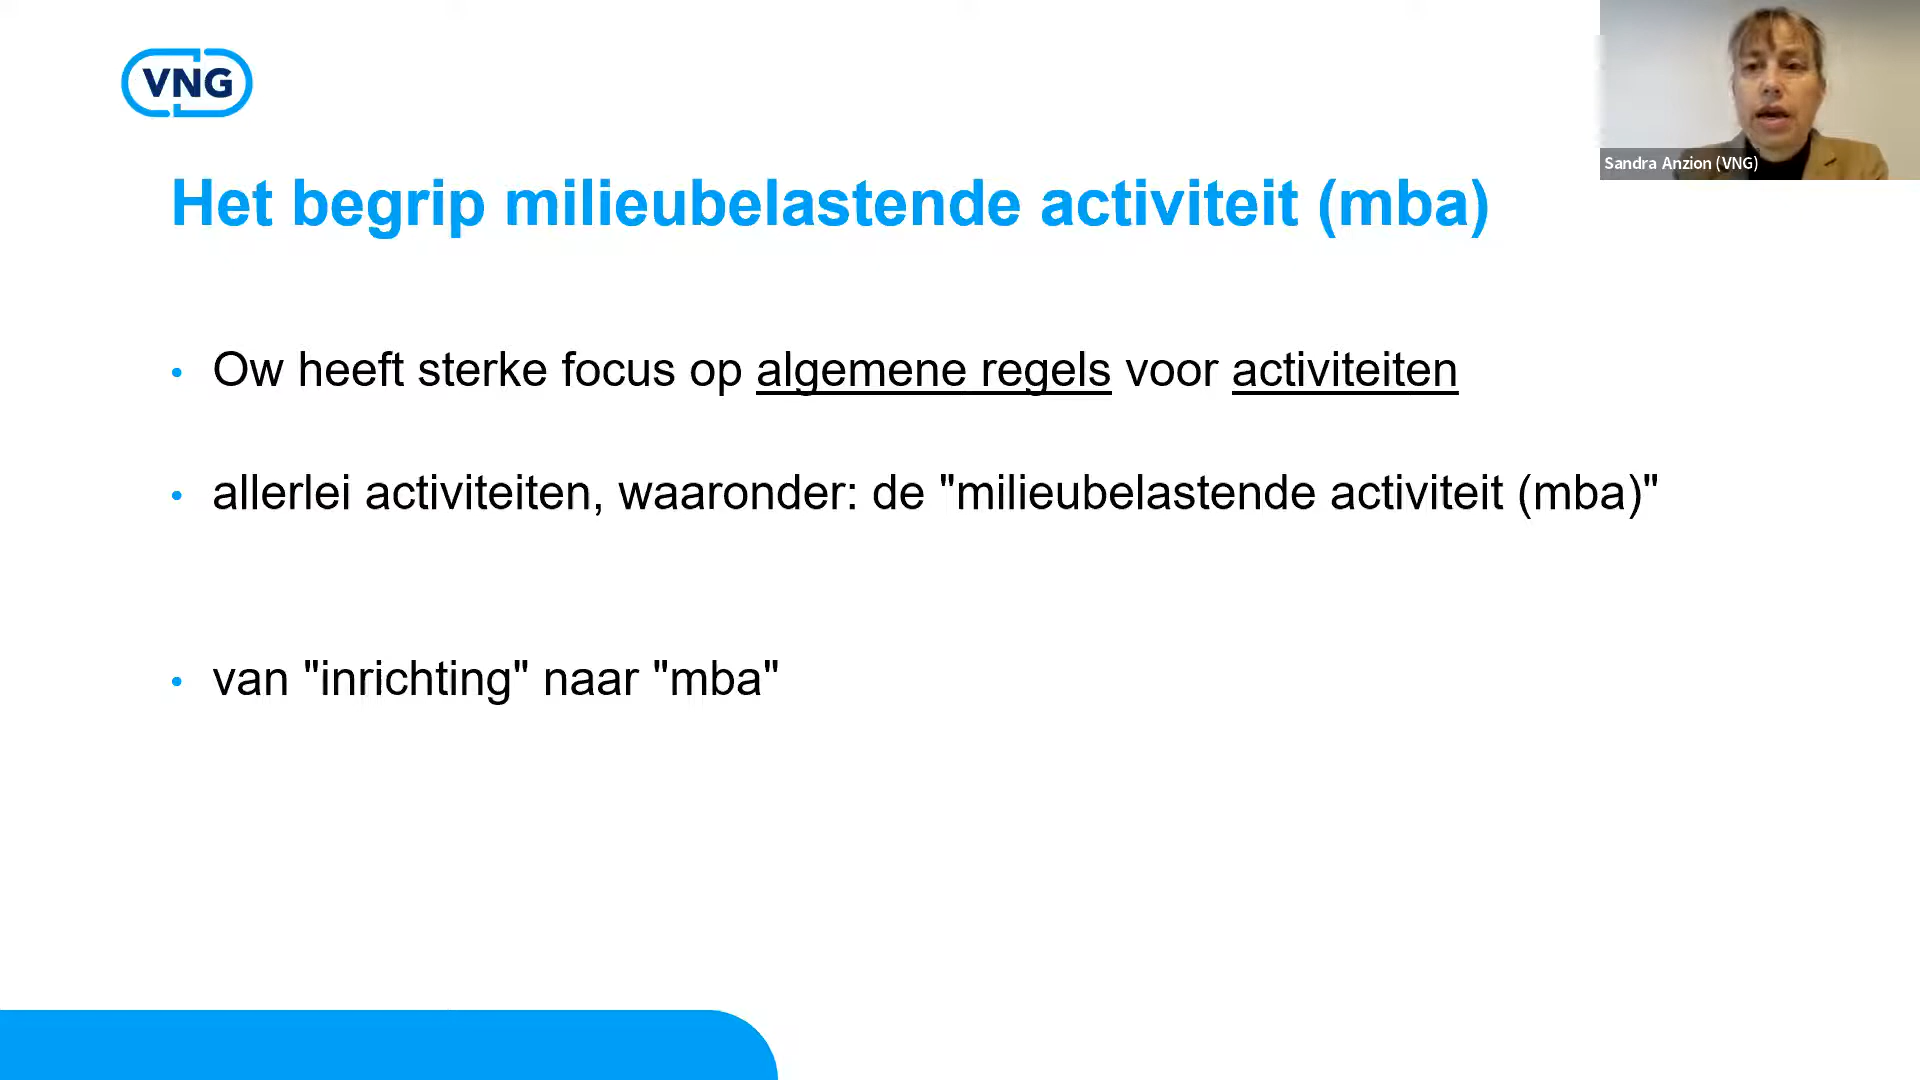 VNG
Sandra Anzion (VNG)
Het begrip milieubelastende activiteit (mba)
• Ow heeft sterke focus op algemene regels voor activiteiten
• allerlei activiteiten, waaronder: de "milieubelastende activiteit (mba)"
• van "inrichting" naar "mba"